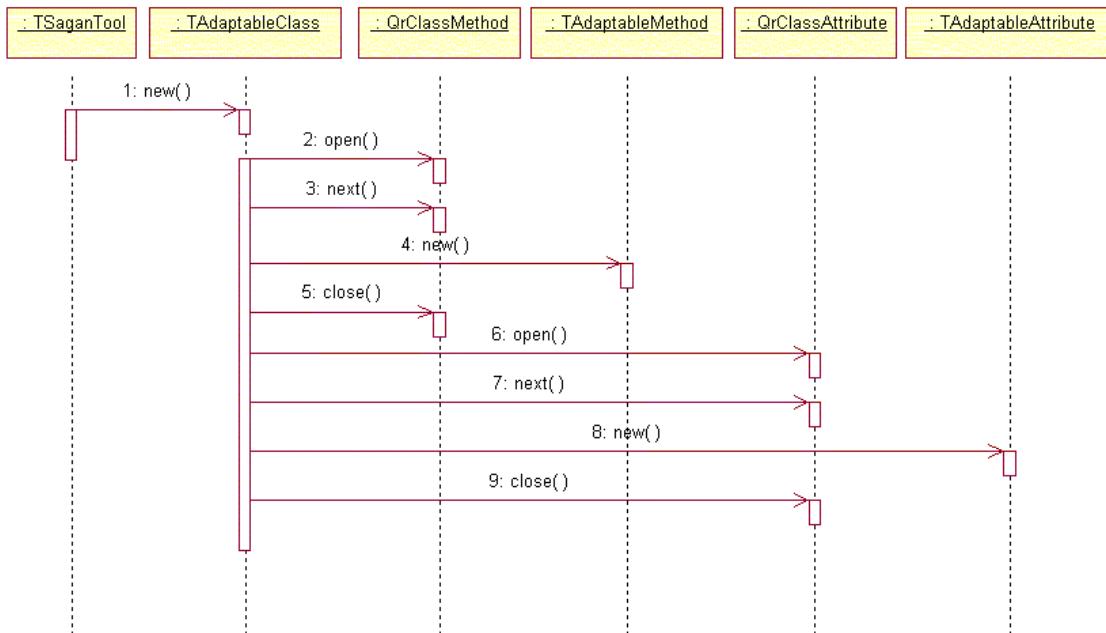 : TSaganTool
: TAdaptableClass
: QrClassMethod
: TAdaptableMethod
: QrClassAttribute
: TAdaptableAttribute
1: new( )
2: open( )
3: next( )
4: new( )
5: close( )
6: open( )
7: next( )
8: new( )
9: close( )